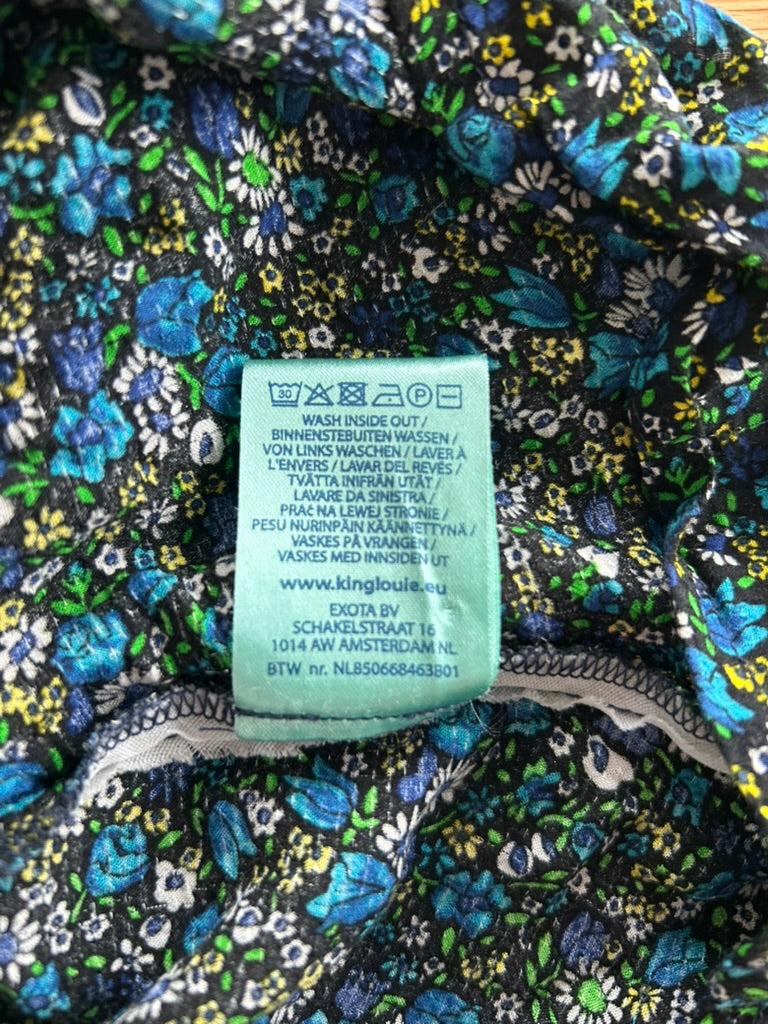 30 P
WASH INSIDE OUT /
BINNENSTEBUITEN WASSEN /
VON LINKS WASCHEN / LAVER À
L'ENVERS / LAVAR DEL REVÉS /
TVÄTTA INIFRÅN UTÅT /
LAVARE DA SINISTRA /
PRAĆ NA LEWEJ STRONIE /
PESU NURINPÄIN KÄÄNNETTYNÄ /
VASKES PÅ VRANGEN /
VASKES MED INNSIDEN UT
www.kinglouie.eu
EXOTA BV
SCHAKELSTRAAT 16
1014 AW AMSTERDAM NL
BTW nr. NL850668463B01